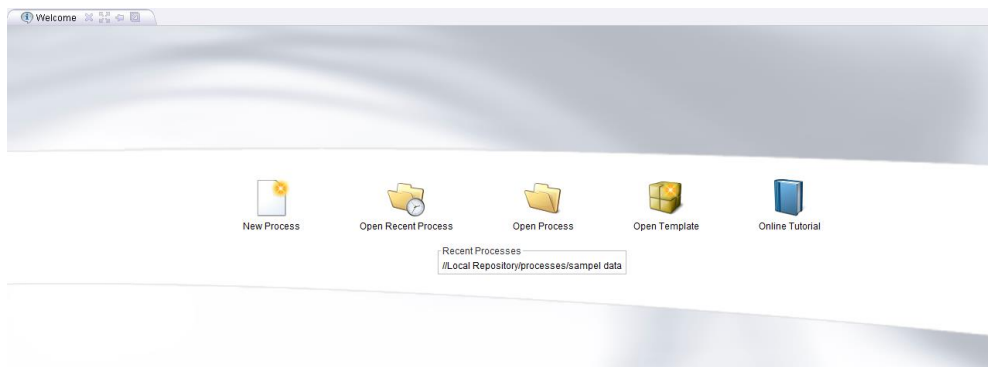 Welcome
New Process
Open Recent Process
Open Process
Open Template
Online Tutorial
Recent Processes
//Local Repository/processes/sampel data